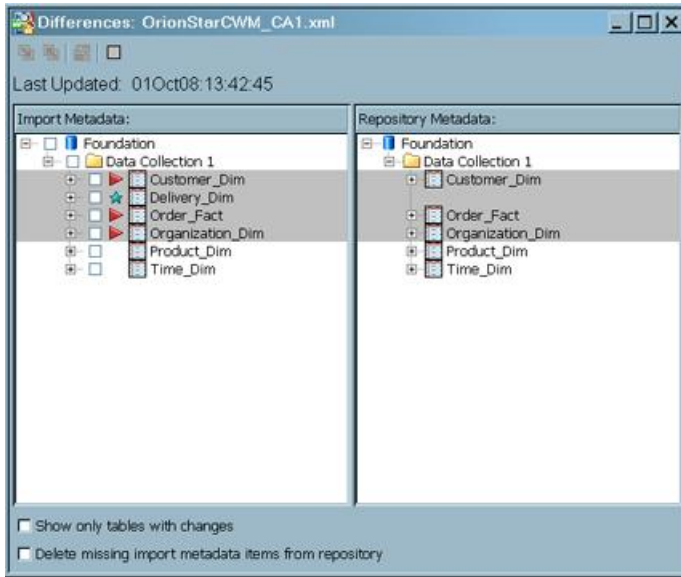 Differences: OrionStarCWM_CA1.xml
Last Updated: 01Oct08:13:42:45
Import Metadata:
Foundation
Data Collection 1
Customer_Dim
Delivery_Dim
Order_Fact
Organization_Dim
Product_Dim
Time_Dim
Repository Metadata:
Foundation
Data Collection 1
Customer_Dim
Order_Fact
Organization_Dim
Product_Dim
Time_Dim
Show only tables with changes
Delete missing import metadata items from repository